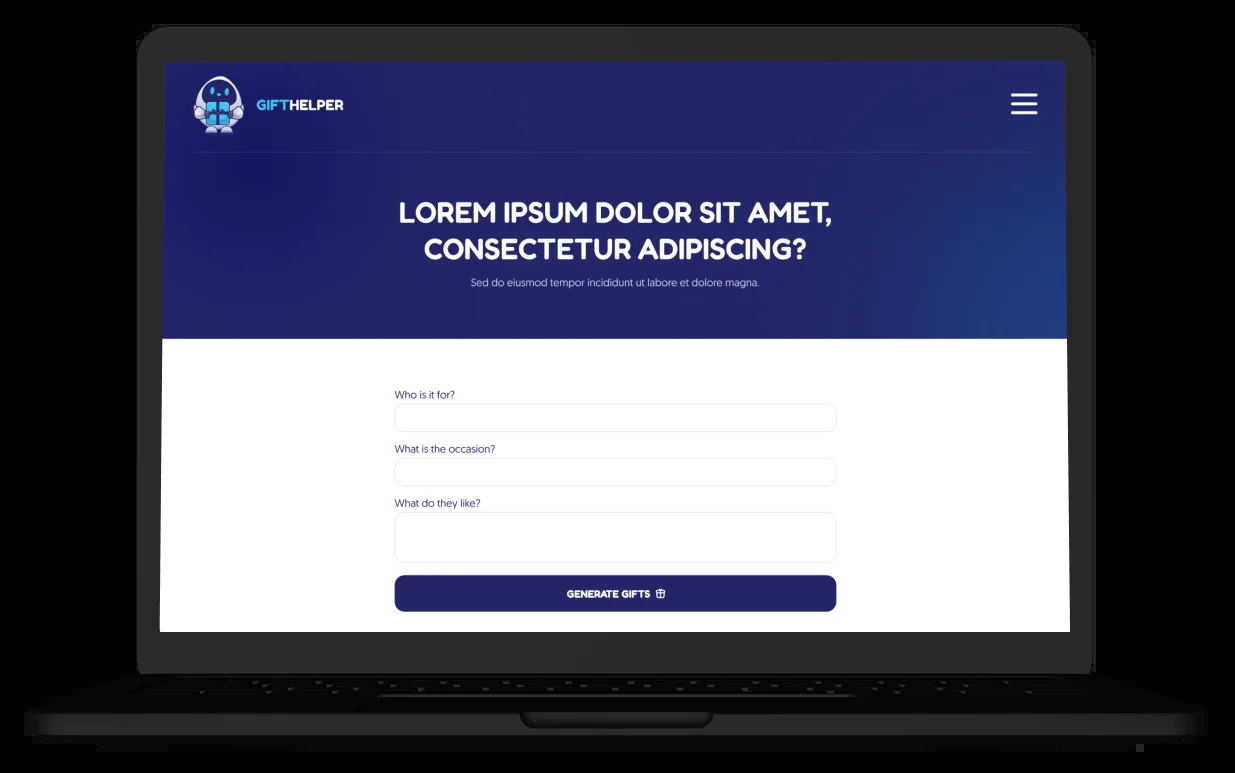 GIFTHELPER
LOREM IPSUM DOLOR SIT AMET,
CONSECTETUR ADIPISCING?
Sed do eiusmod tempor incididunt ut labore et dolore magna.
Who is it for?
What is the occasion?
What do they like?
GENERATE GIFTS